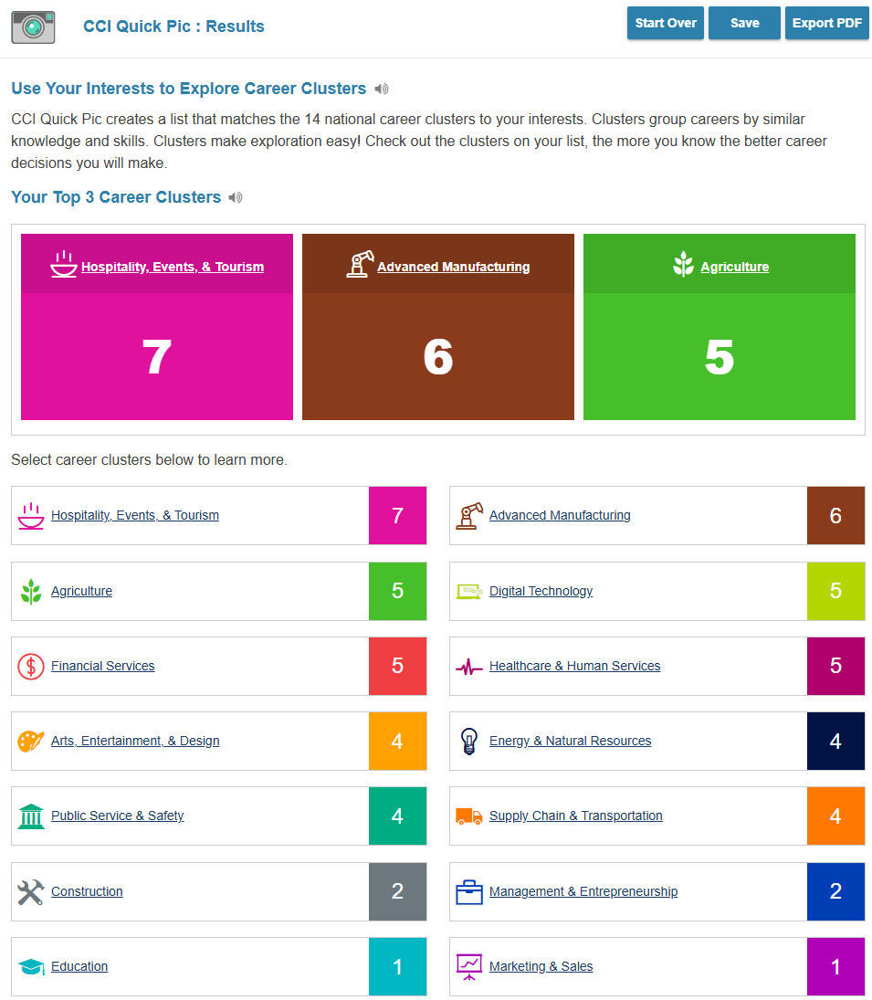 CCI Quick Pic : Results
Start Over
Save
Export PDF
Use Your Interests to Explore Career Clusters
CCI Quick Pic creates a list that matches the 14 national career clusters to your interests. Clusters group careers by similar
knowledge and skills. Clusters make exploration easy! Check out the clusters on your list, the more you know the better career
decisions you will make.
Your Top 3 Career Clusters
Hospitality, Events, & Tourism
7
Advanced Manufacturing
6
Agriculture
5
Select career clusters below to learn more.
Hospitality, Events, & Tourism 7
Advanced Manufacturing 6
Agriculture 5
Digital Technology 5
Financial Services 5
Healthcare & Human Services 5
Arts, Entertainment, & Design 4
Energy & Natural Resources 4
Public Service & Safety 4
Supply Chain & Transportation 4
Construction 2
Management & Entrepreneurship 2
Education 1
Marketing & Sales 1